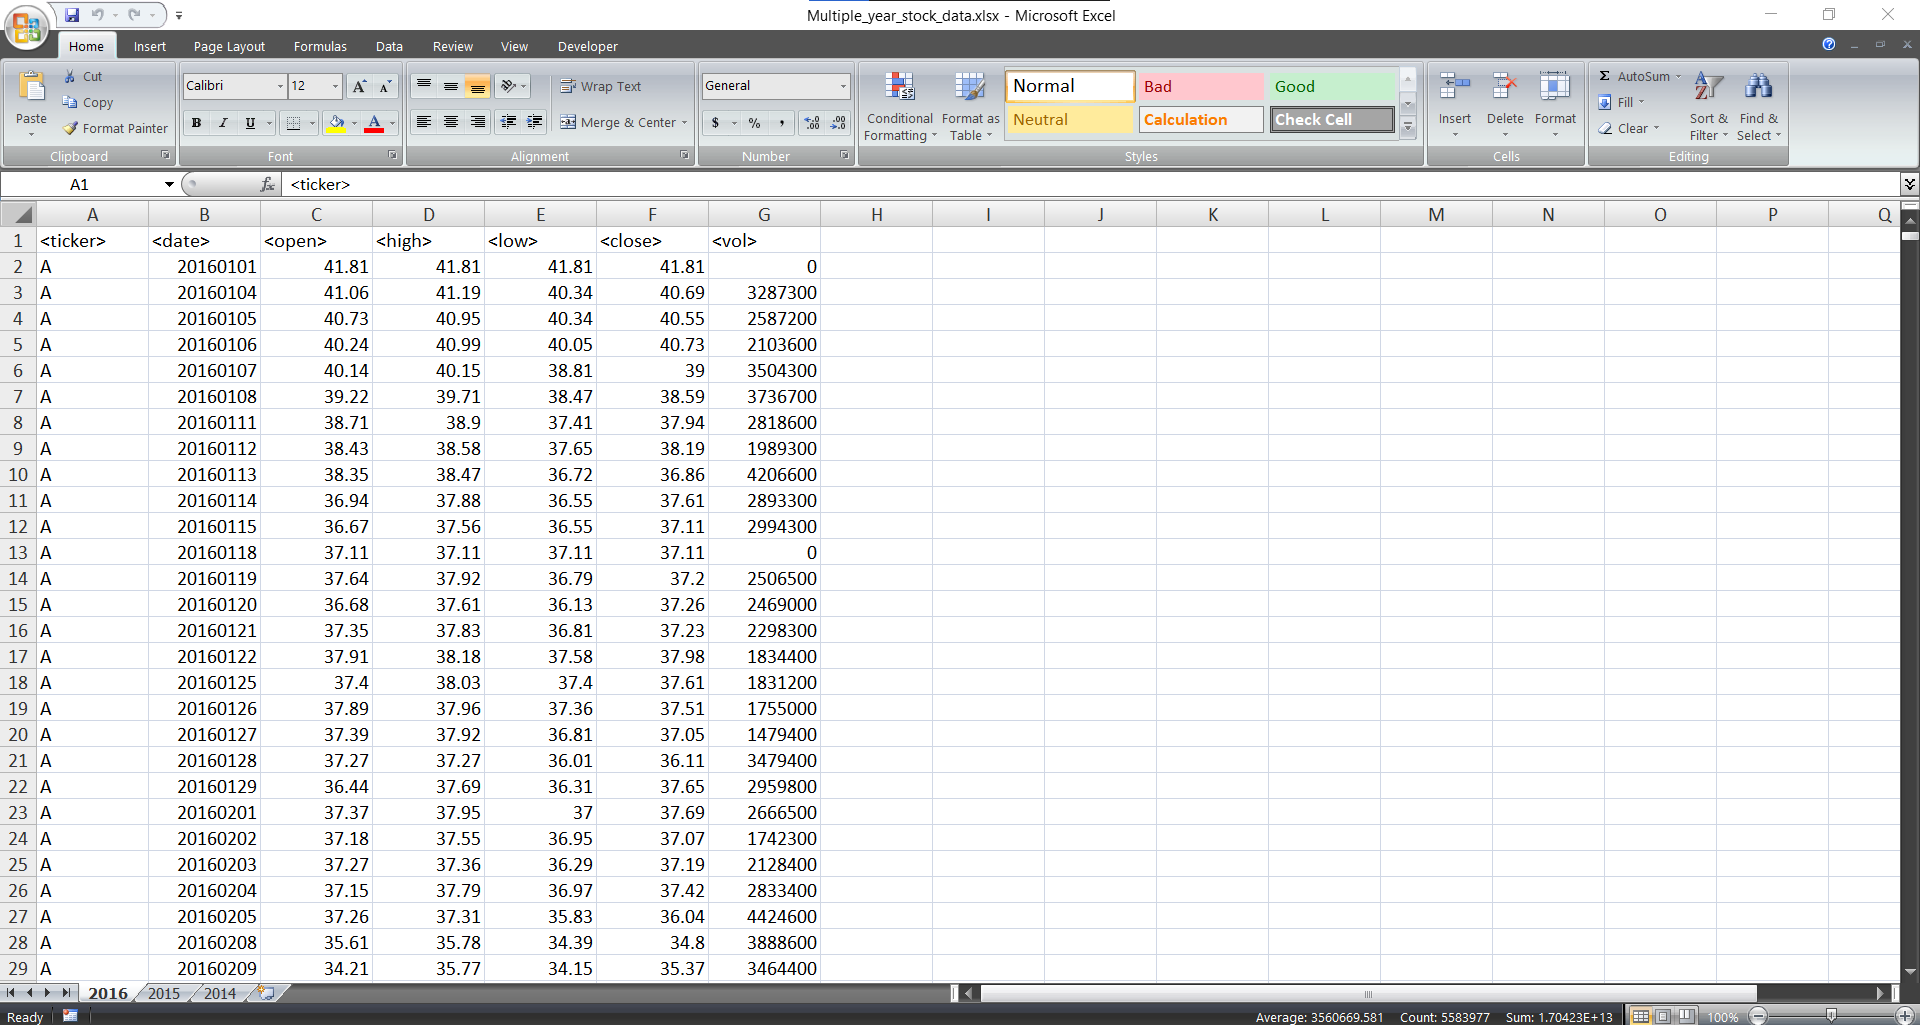 Multiple_year_stock_data.xlsx - Microsoft Excel
Home Insert Page Layout Formulas Data Review View Developer
Paste Cut Copy Format Painter Clipboard
Calibri 12 B I U A Font
Wrap Text Merge & Center Alignment
General $ % , Number
Conditional Formatting Format as Table Normal Bad Good Neutral Calculation Check Cell Styles
Insert Delete Format Cells
Σ AutoSum Fill Clear Sort & Filter Find & Select Editing
A1 fx <ticker>
A B C D E F G H I J K L M N O P Q
1 <ticker> <date> <open> <high> <low> <close> <vol>
2 A 20160101 41.81 41.81 41.81 41.81 0
3 A 20160104 41.06 41.19 40.34 40.69 3287300
4 A 20160105 40.73 40.95 40.34 40.55 2587200
5 A 20160106 40.24 40.99 40.05 40.73 2103600
6 A 20160107 40.14 40.15 38.81 39 3504300
7 A 20160108 39.22 39.71 38.47 38.59 3736700
8 A 20160111 38.71 38.9 37.41 37.94 2818600
9 A 20160112 38.43 38.58 37.65 38.19 1989300
10 A 20160113 38.35 38.47 36.72 36.86 4206600
11 A 20160114 36.94 37.88 36.55 37.61 2893300
12 A 20160115 36.67 37.56 36.55 37.11 2994300
13 A 20160118 37.11 37.11 37.11 37.11 0
14 A 20160119 37.64 37.92 36.79 37.2 2506500
15 A 20160120 36.68 37.61 36.13 37.26 2469000
16 A 20160121 37.35 37.83 36.81 37.23 2298300
17 A 20160122 37.91 38.18 37.58 37.98 1834400
18 A 20160125 37.4 38.03 37.4 37.61 1831200
19 A 20160126 37.89 37.96 37.36 37.51 1755000
20 A 20160127 37.39 37.92 36.81 37.05 1479400
21 A 20160128 37.27 37.27 36.01 36.11 3479400
22 A 20160129 36.44 37.69 36.31 37.65 2959800
23 A 20160201 37.37 37.95 37 37.69 2666500
24 A 20160202 37.18 37.55 36.95 37.07 1742300
25 A 20160203 37.27 37.36 36.29 37.19 2128400
26 A 20160204 37.15 37.79 36.97 37.42 2833400
27 A 20160205 37.26 37.31 35.83 36.04 4424600
28 A 20160208 35.61 35.78 34.39 34.8 3888600
29 A 20160209 34.21 35.77 34.15 35.37 3464400
2016 2015 2014
Ready Average: 3560669.581 Count: 5583977 Sum: 1.70423E+13 100%